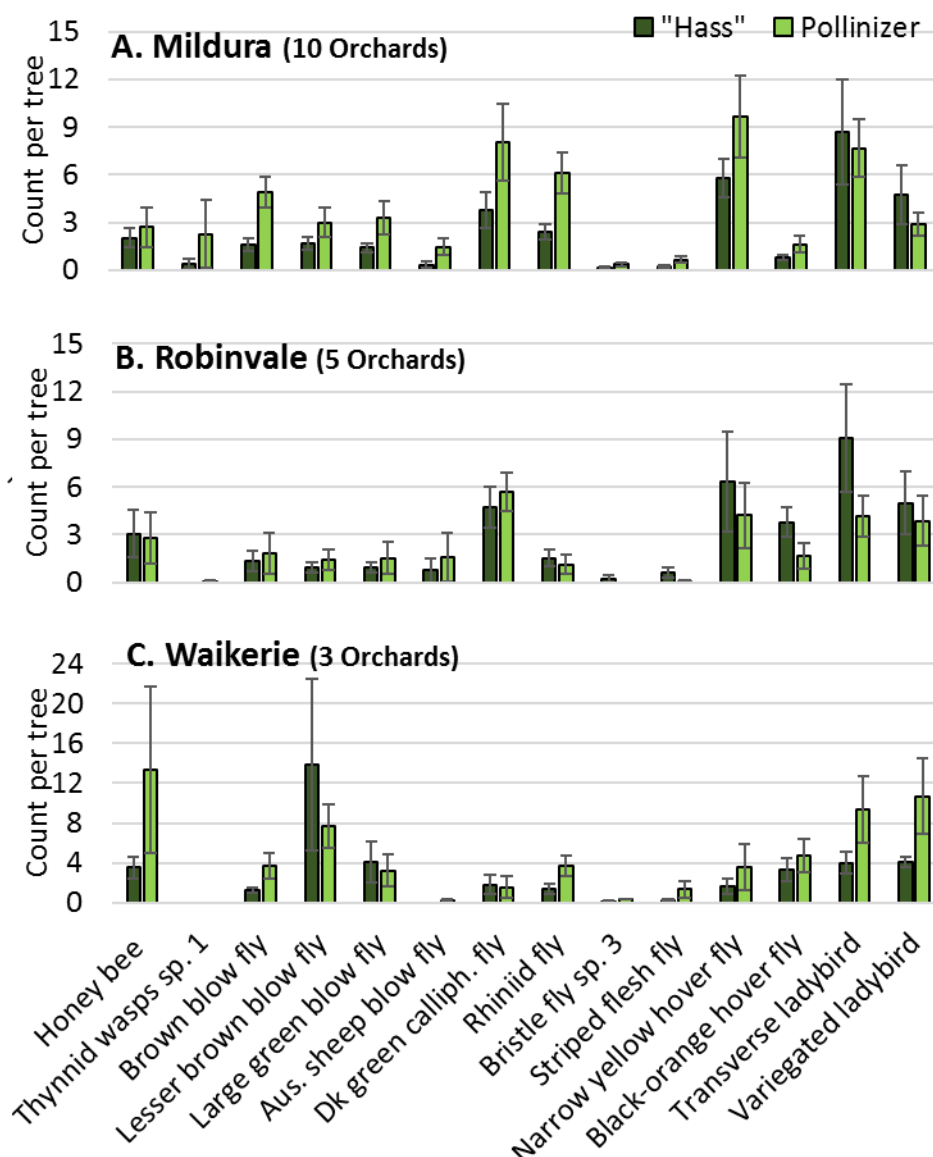 "Hass" Pollinizer
A. Mildura (10 Orchards)
Count per tree
15
12
9
6
3
0
B. Robinvale (5 Orchards)
Count per tree
15
12
9
6
3
0
C. Waikerie (3 Orchards)
Count per tree
24
20
16
12
8
4
0
Honey bee
Thynnid wasps sp. 1
Brown blow fly
Lesser brown blow fly
Large green blow fly
Aus. sheep blow fly
Dk green calliph. fly
Rhiniid fly
Bristle fly sp. 3
Striped flesh fly
Narrow yellow hover fly
Black-orange hover fly
Transverse ladybird
Variegated ladybird